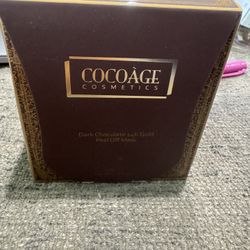 COCOÀGE
COSMETICS
Dark Chocolate 24k Gold
Peel Off Mask